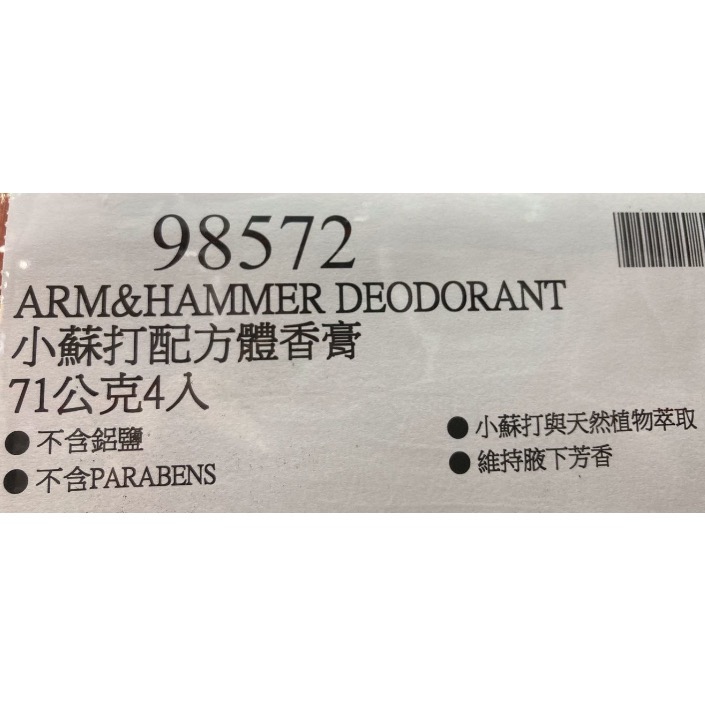 98572
ARM&HAMMER DEODORANT
小蘇打配方體香膏
71公克4入
● 不含鋁鹽
● 不含PARABENS
● 小蘇打與天然植物萃取
● 維持腋下芳香